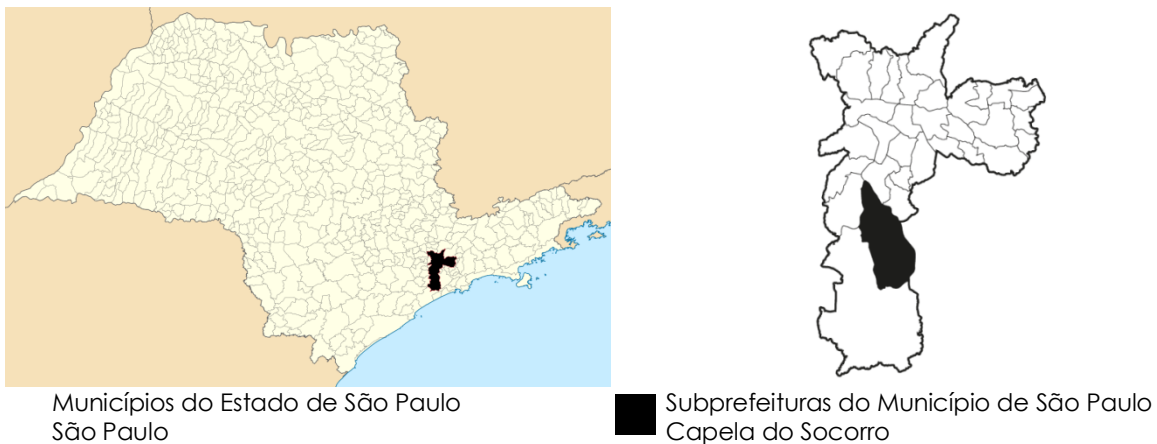 Municípios do Estado de São Paulo
São Paulo
Subprefeituras do Município de São Paulo
Capela do Socorro